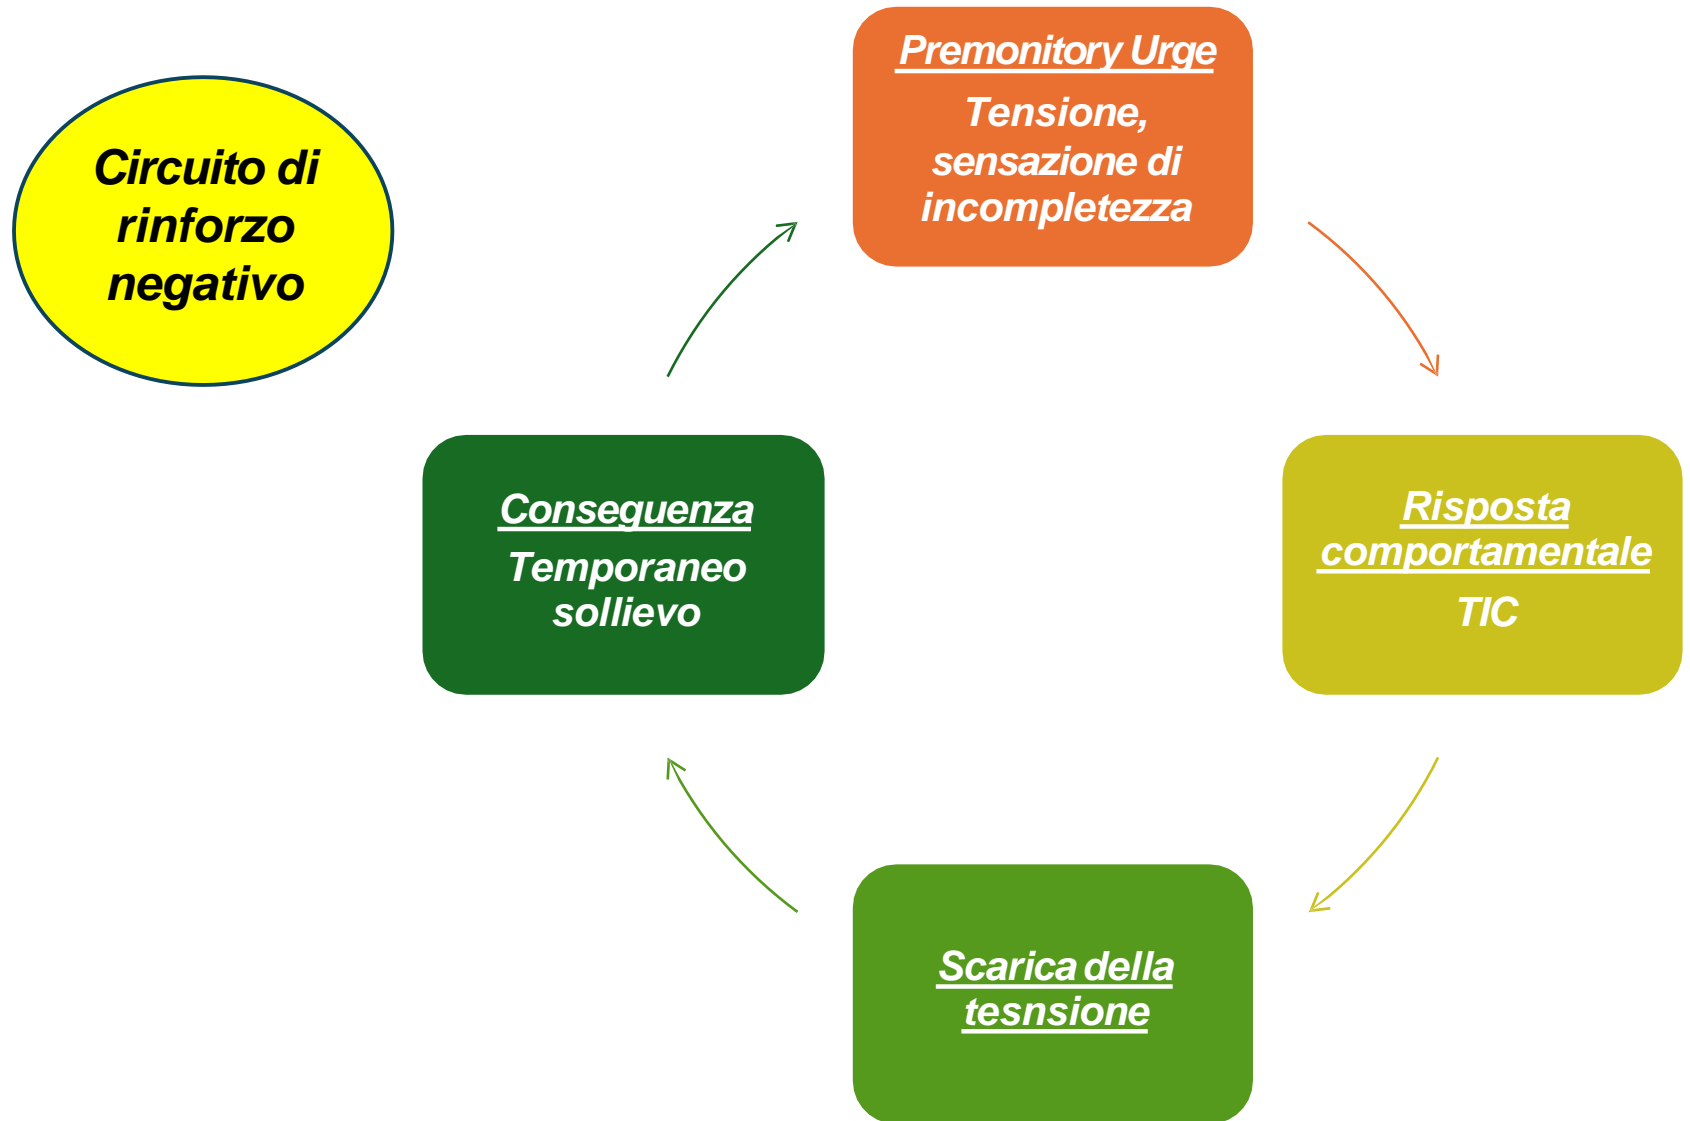 Circuito di
rinforzo
negativo
Premonitory Urge
Tensione,
sensazione di
incompletezza
Risposta
comportamentale
TIC
Scarica della
tesnsione
Conseguenza
Temporaneo
sollievo